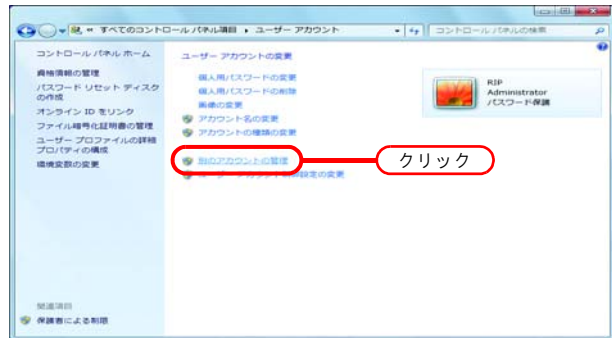 すべてのコントロール パネル項目 ▸ ユーザー アカウント
コントロール パネルの検索
コントロール パネル ホーム
資格情報の管理
パスワード リセット ディスク
の作成
オンライン ID をリンク
ファイル暗号化証明書の管理
ユーザー プロファイルの詳細
プロパティの構成
環境変数の変更
関連項目
保護者による制限
ユーザー アカウントの変更
個人用パスワードの変更
個人用パスワードの削除
画像の変更
アカウント名の変更
アカウントの種類の変更
別のアカウントの管理
設定の変更
クリック
RIP
Administrator
パスワード保護